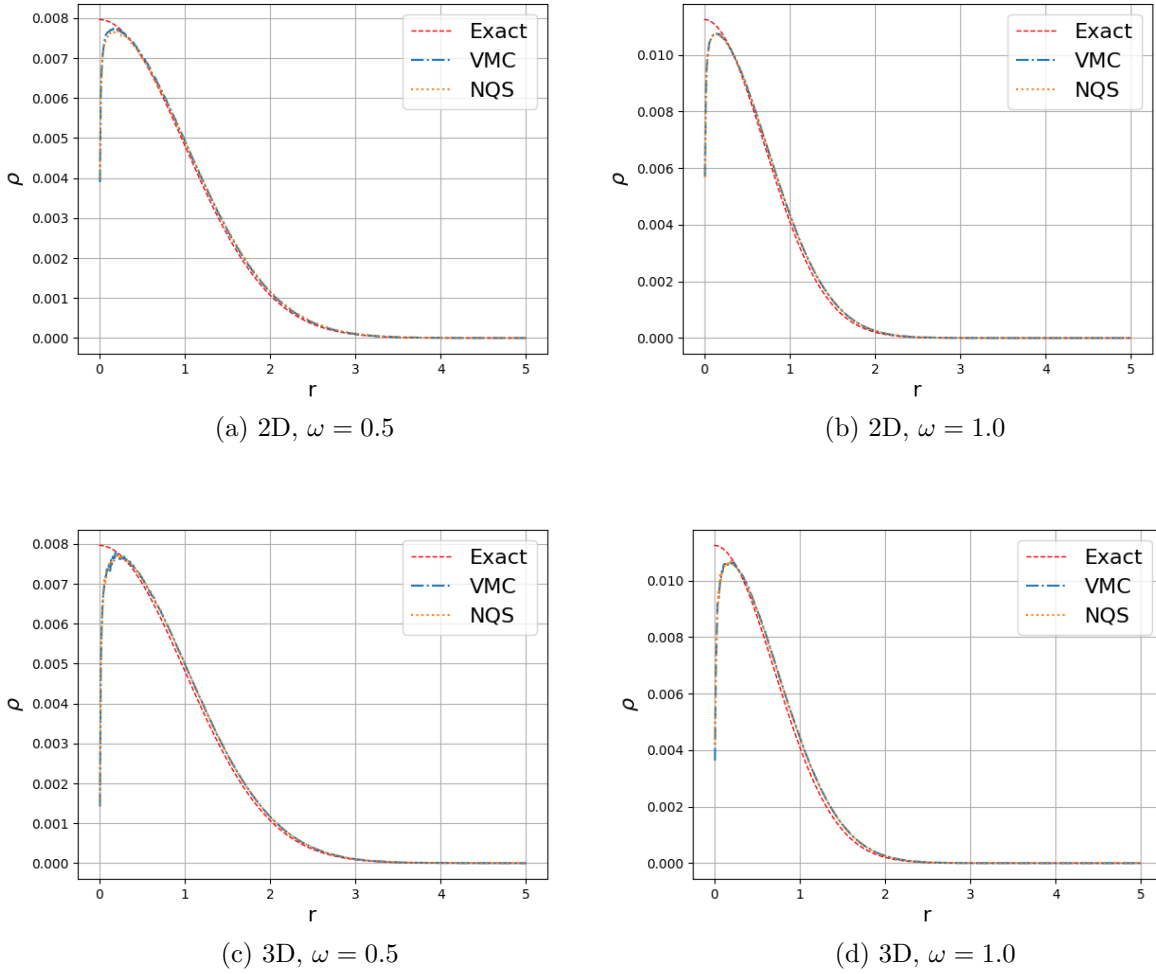 0.008
0.007
0.006
0.005
0.004
0.003
0.002
0.001
0.000
ρ
Exact
VMC
NQS
0 1 2 3 4 5
r
(a) 2D, ω = 0.5
0.010
0.008
0.006
0.004
0.002
0.000
ρ
Exact
VMC
NQS
0 1 2 3 4 5
r
(b) 2D, ω = 1.0
0.008
0.007
0.006
0.005
0.004
0.003
0.002
0.001
0.000
ρ
Exact
VMC
NQS
0 1 2 3 4 5
r
(c) 3D, ω = 0.5
0.010
0.008
0.006
0.004
0.002
0.000
ρ
Exact
VMC
NQS
0 1 2 3 4 5
r
(d) 3D, ω = 1.0